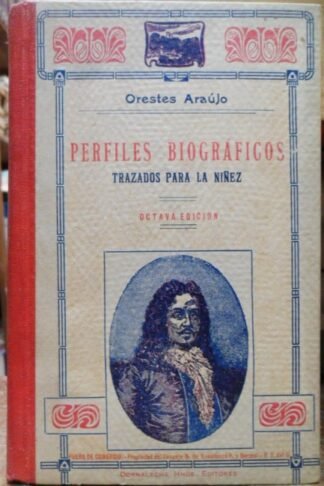 Orestes Araújo
PERFILES BIOGRÁFICOS
TRAZADOS PARA LA NIÑEZ
OCTAVA EDICIÓN
DORNALECHE HNOS. EDITORES